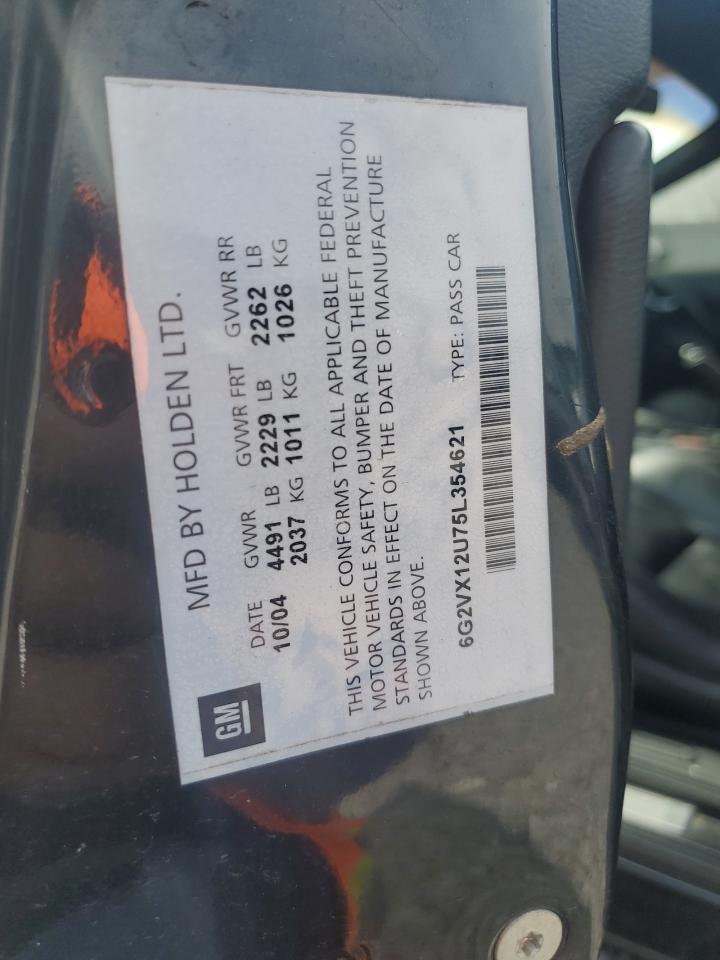 GM
MFD BY HOLDEN LTD.
DATE GVWR GVWR FRT GVWR RR
10/04 4491 LB 2229 LB 2262 LB
2037 KG 1011 KG 1026 KG
THIS VEHICLE CONFORMS TO ALL APPLICABLE FEDERAL
MOTOR VEHICLE SAFETY, BUMPER AND THEFT PREVENTION
STANDARDS IN EFFECT ON THE DATE OF MANUFACTURE
SHOWN ABOVE.
6G2VX12U75L354621 TYPE: PASS CAR